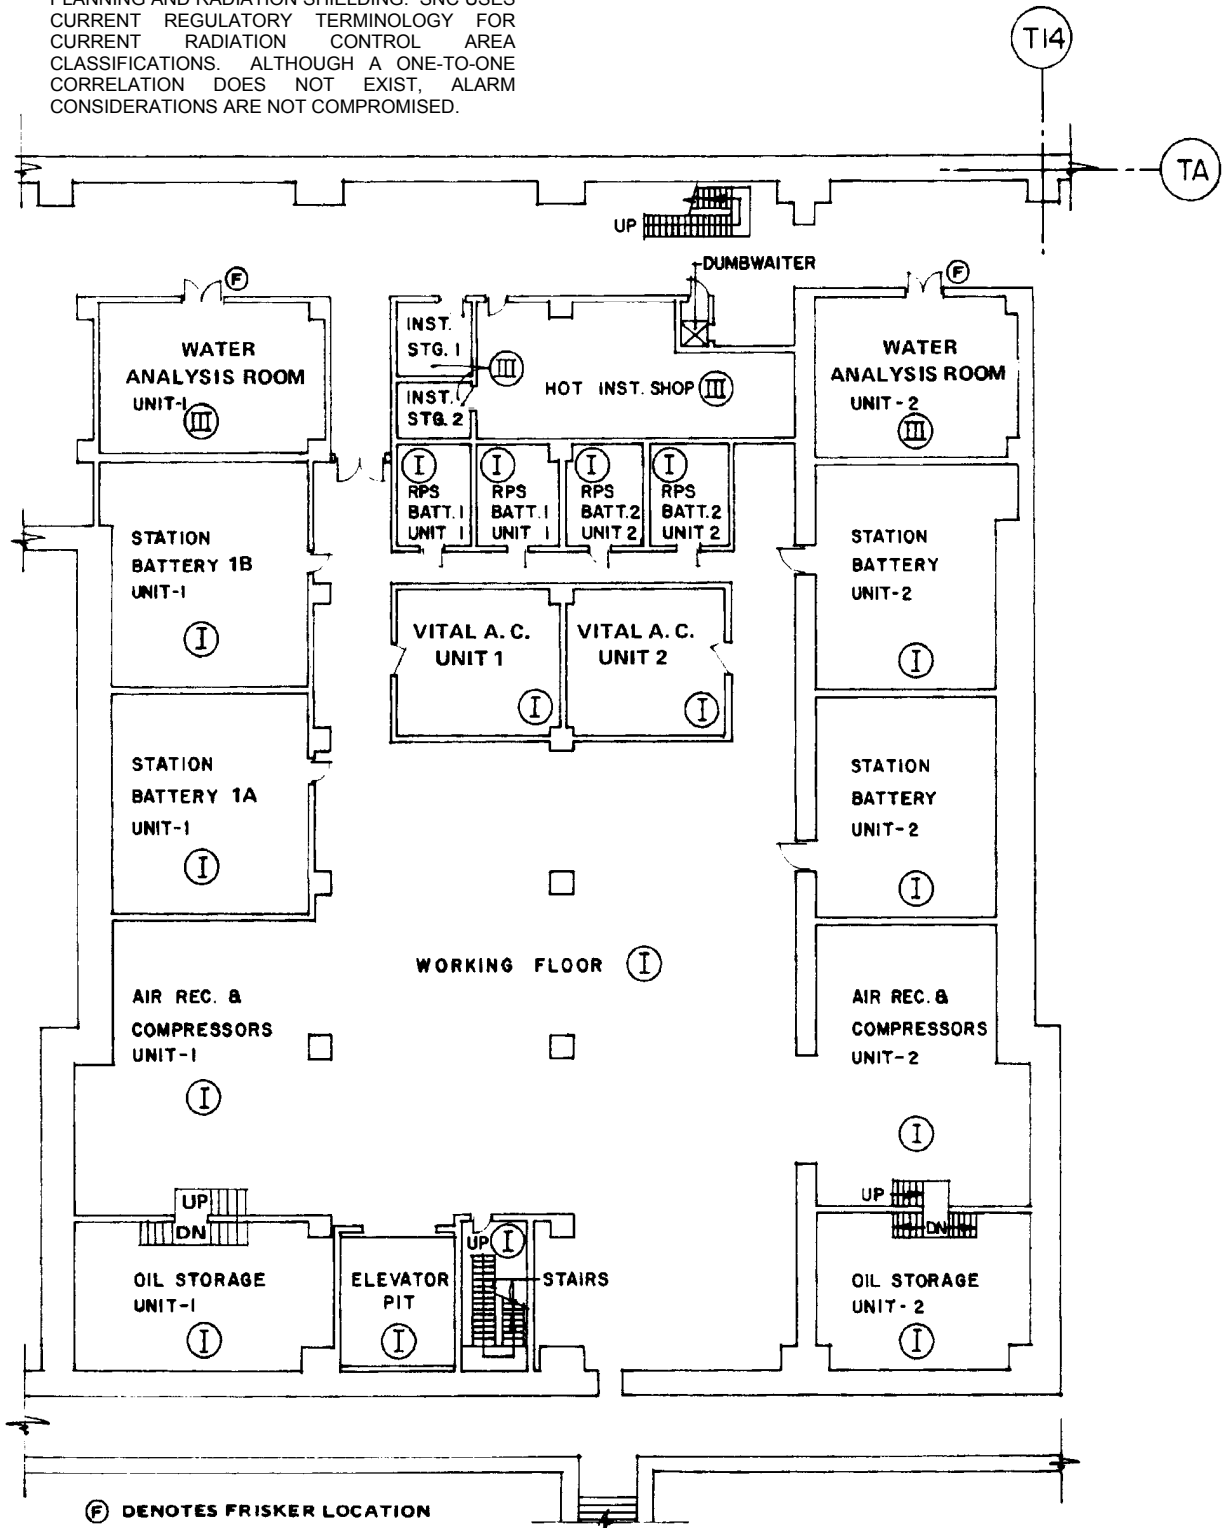 PLANNING AND RADIATION SHIELDING. SNC USES
CURRENT REGULATORY TERMINOLOGY FOR
CURRENT RADIATION CONTROL AREA
CLASSIFICATIONS. ALTHOUGH A ONE-TO-ONE
CORRELATION DOES NOT EXIST, ALARM
CONSIDERATIONS ARE NOT COMPROMISED.
T14
TA
UP
DUMBWAITER
F
F
WATER
ANALYSIS ROOM
UNIT-1
III
INST.
STG. 1
III
INST.
STG. 2
HOT INST. SHOP III
WATER
ANALYSIS ROOM
UNIT-2
III
I
RPS
BATT. 1
UNIT 1
I
RPS
BATT. 1
UNIT 1
I
RPS
BATT. 2
UNIT 2
I
RPS
BATT. 2
UNIT 2
STATION
BATTERY 1B
UNIT-1
I
STATION
BATTERY
UNIT-2
I
VITAL A. C.
UNIT 1
I
VITAL A. C.
UNIT 2
I
STATION
BATTERY 1A
UNIT-1
I
STATION
BATTERY
UNIT-2
I
WORKING FLOOR I
AIR REC. &
COMPRESSORS
UNIT-1
I
AIR REC. &
COMPRESSORS
UNIT-2
I
UP
DN
UP
DN
UP I
STAIRS
OIL STORAGE
UNIT-1
I
ELEVATOR
PIT
I
OIL STORAGE
UNIT-2
I
F DENOTES FRISKER LOCATION